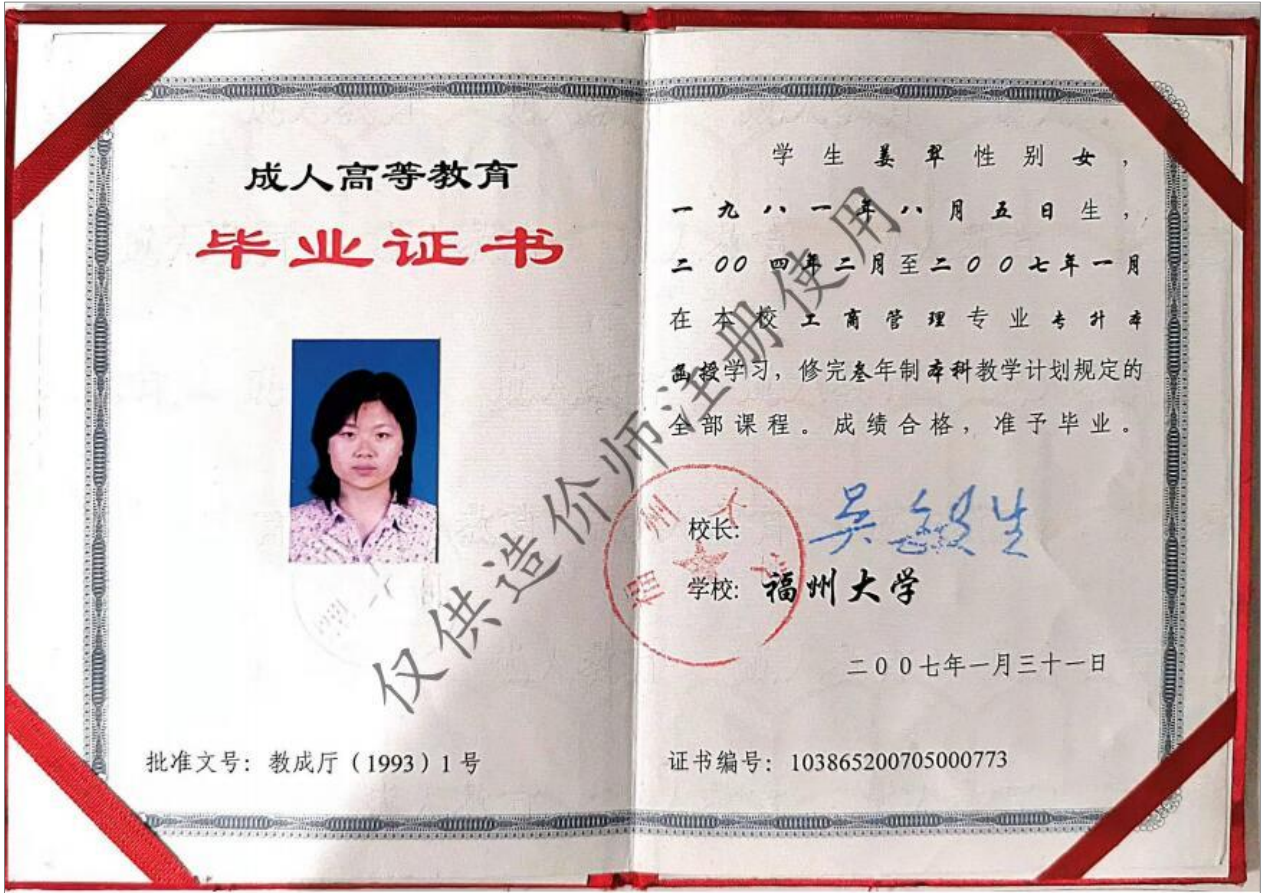 成人高等教育
毕业证书
批准文号：教成厅（1993）1号
学生姜翠性别女，
一九八一年八月五日生，
二00四年二月至二00七年一月
在本校工商管理专业专升本
函授学习，修完叁年制本科教学计划规定的
全部课程。成绩合格，准予毕业。
校长：吴敏生
学校：福州大学
二00七年一月三十一日
证书编号：103865200705000773
福州大学
仅供造价师注册使用